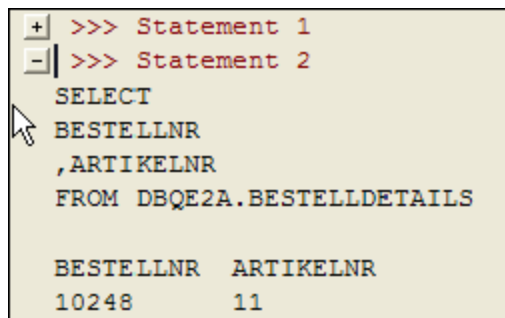 + >>> Statement 1
- >>> Statement 2
SELECT
BESTELLNR
,ARTIKELNR
FROM DBQE2A.BESTELLDETAILS
BESTELLNR ARTIKELNR
10248 11